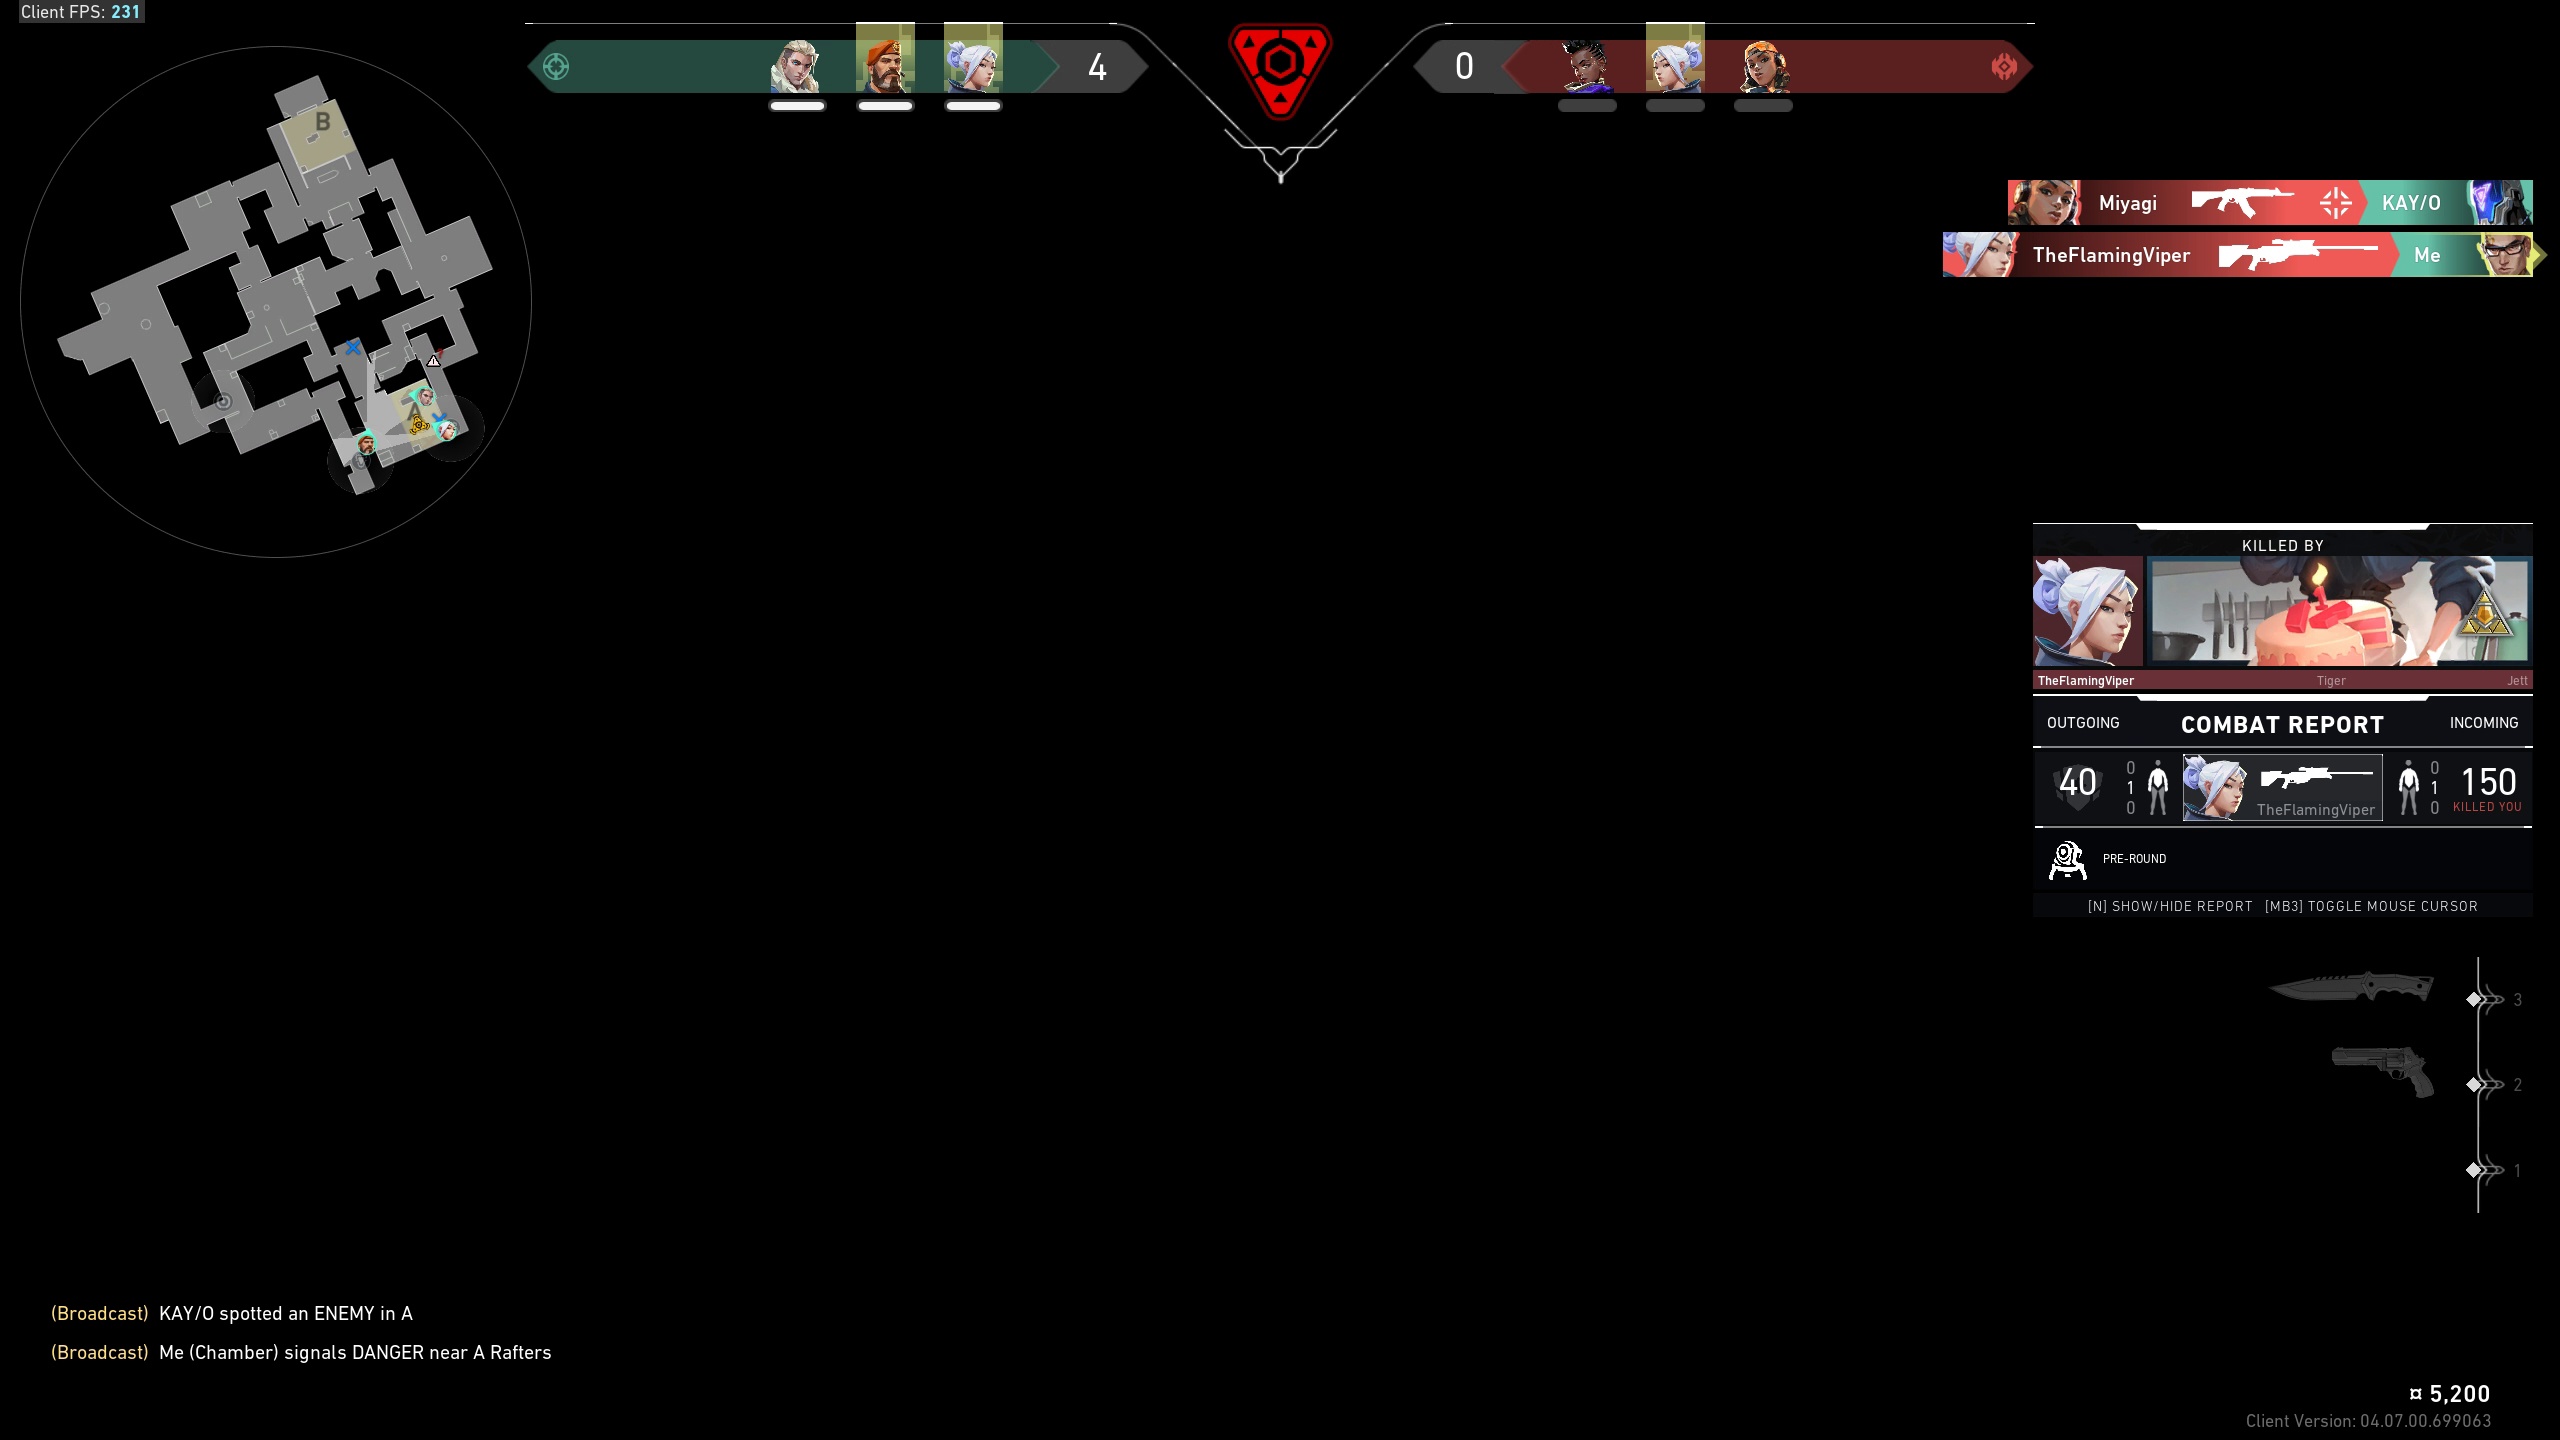 Client FPS: 231
4
0
B
A
Miyagi KAY/O
TheFlamingViper Me
KILLED BY
TheFlamingViper Tiger Jett
OUTGOING COMBAT REPORT INCOMING
40 0 1 0 TheFlamingViper 0 1 0 150 KILLED YOU
PRE-ROUND
[N] SHOW/HIDE REPORT [MB3] TOGGLE MOUSE CURSOR
3
2
1
(Broadcast) KAY/O spotted an ENEMY in A
(Broadcast) Me (Chamber) signals DANGER near A Rafters
¤ 5,200
Client Version: 04.07.00.699063